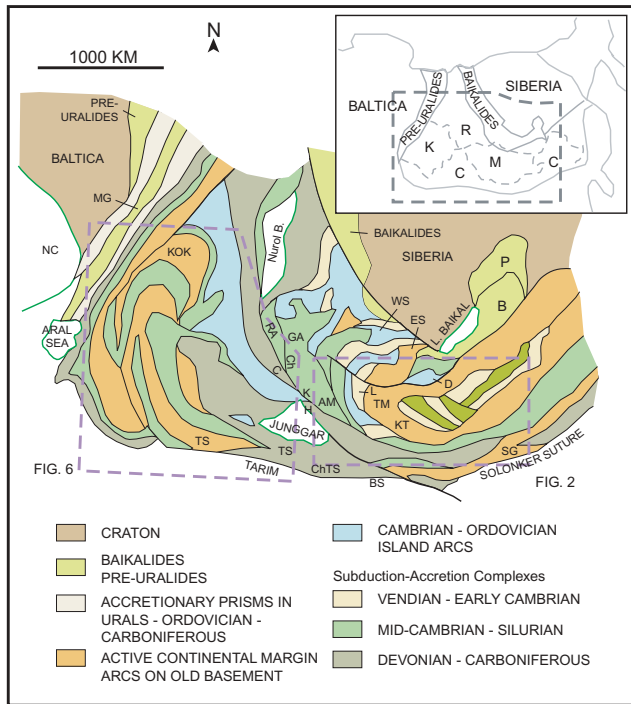 1000 KM
N
PRE-
URALIDES
BALTICA
MG
NC
KOK
ARAL
SEA
Nurol B.
BAIKALIDES
SIBERIA
P
B
L. BAIKAL
WS
ES
RA
GA
Ch
C
K
H
AM
L
TM
D
KT
JUNGGAR
TS
TS
TARIM
ChTS
BS
SG
SOLONKER SUTURE
FIG. 6
FIG. 2
BALTICA
PRE-URALIDES
BAIKALIDES
SIBERIA
K
R
M
C
C
CRATON
BAIKALIDES
PRE-URALIDES
ACCRETIONARY PRISMS IN
URALS - ORDOVICIAN -
CARBONIFEROUS
ACTIVE CONTINENTAL MARGIN
ARCS ON OLD BASEMENT
CAMBRIAN - ORDOVICIAN
ISLAND ARCS
Subduction-Accretion Complexes
VENDIAN - EARLY CAMBRIAN
MID-CAMBRIAN - SILURIAN
DEVONIAN - CARBONIFEROUS